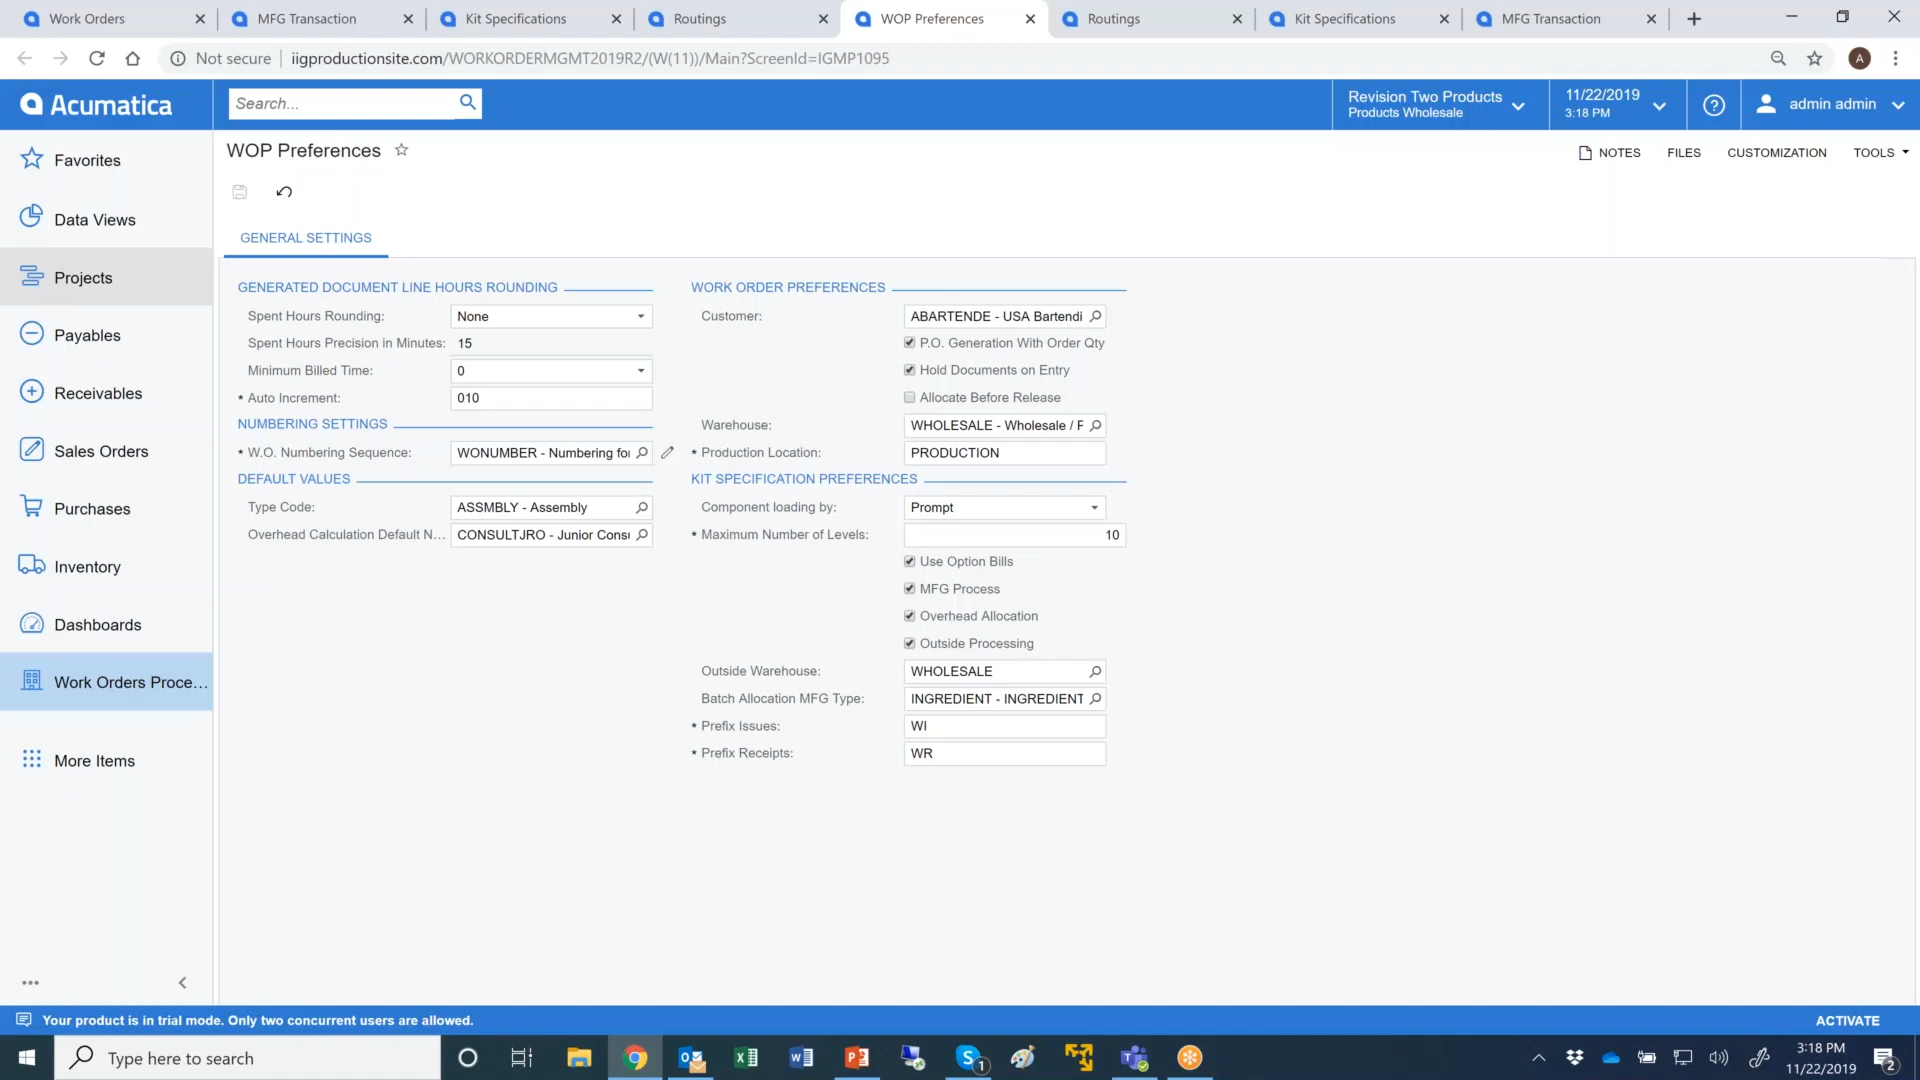 Work Orders
MFG Transaction
Kit Specifications
Routings
WOP Preferences
Routings
Kit Specifications
MFG Transaction
Not secure
iigproductionsite.com/WORKORDERMGMT2019R2/(W(11))/Main?ScreenId=IGMP1095
A
Acumatica
Search...
Revision Two Products
Products Wholesale
11/22/2019
3:18 PM
admin admin
Favorites
Data Views
Projects
Payables
Receivables
Sales Orders
Purchases
Inventory
Dashboards
Work Orders Proce...
More Items
WOP Preferences
NOTES
FILES
CUSTOMIZATION
TOOLS
GENERAL SETTINGS
GENERATED DOCUMENT LINE HOURS ROUNDING
Spent Hours Rounding: None
Spent Hours Precision in Minutes: 15
Minimum Billed Time: 0
* Auto Increment: 010
NUMBERING SETTINGS
* W.O. Numbering Sequence: WONUMBER - Numbering for
DEFAULT VALUES
Type Code: ASSMBLY - Assembly
Overhead Calculation Default N... CONSULTJRO - Junior Consu
WORK ORDER PREFERENCES
Customer: ABARTENDE - USA Bartendi
P.O. Generation With Order Qty
Hold Documents on Entry
Allocate Before Release
Warehouse: WHOLESALE - Wholesale / F
* Production Location: PRODUCTION
KIT SPECIFICATION PREFERENCES
Component loading by: Prompt
* Maximum Number of Levels: 10
Use Option Bills
MFG Process
Overhead Allocation
Outside Processing
Outside Warehouse: WHOLESALE
Batch Allocation MFG Type: INGREDIENT - INGREDIENT
* Prefix Issues: WI
* Prefix Receipts: WR
Your product is in trial mode. Only two concurrent users are allowed.
ACTIVATE
Type here to search
1
3:18 PM
11/22/2019
2